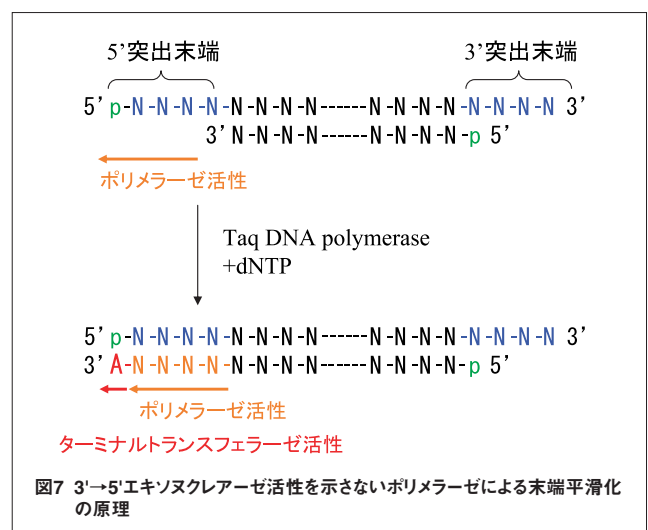 5’突出末端 3’突出末端
5’ p-N-N-N-N-N-N-N-N------N-N-N-N-N-N-N-N 3’
3’ N-N-N-N------N-N-N-N-p 5’
ポリメラーゼ活性
Taq DNA polymerase
+dNTP
5’ p-N-N-N-N-N-N-N-N------N-N-N-N-N-N-N-N 3’
3’ A-N-N-N-N-N-N-N-N------N-N-N-N-p 5’
ポリメラーゼ活性
ターミナルトランスフェラーゼ活性
図7 3'→5'エキソヌクレアーゼ活性を示さないポリメラーゼによる末端平滑化
の原理